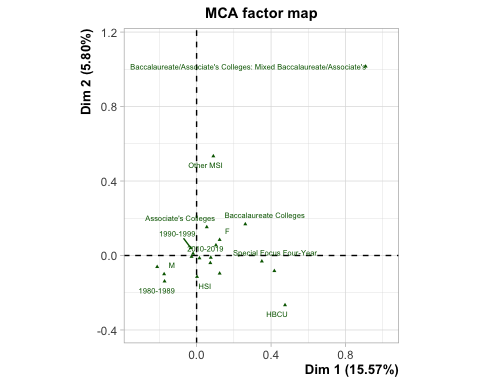 MCA factor map
1.2
Baccalaureate/Associate's Colleges: Mixed Baccalaureate/Associate's
0.8
Dim 2 (5.80%)
Other MSI
0.4
Associate's Colleges
Baccalaureate Colleges
1990-1999
F
2010-2019
Special Focus Four-Year
0.0
M
1980-1989
HSI
HBCU
-0.4
0.0
0.4
0.8
Dim 1 (15.57%)